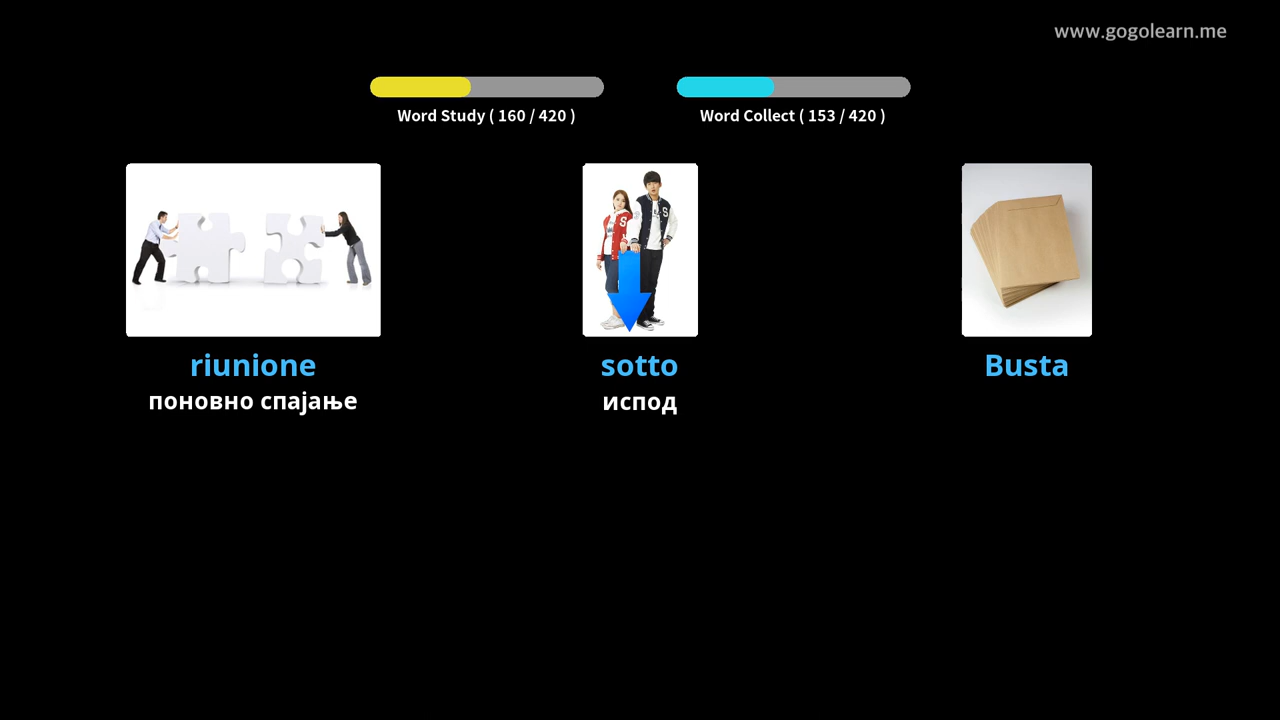 www.gogolearn.me
Word Study ( 160 / 420 )
Word Collect ( 153 / 420 )
S
S
riunione
sotto
Busta
поновно спајање
испод